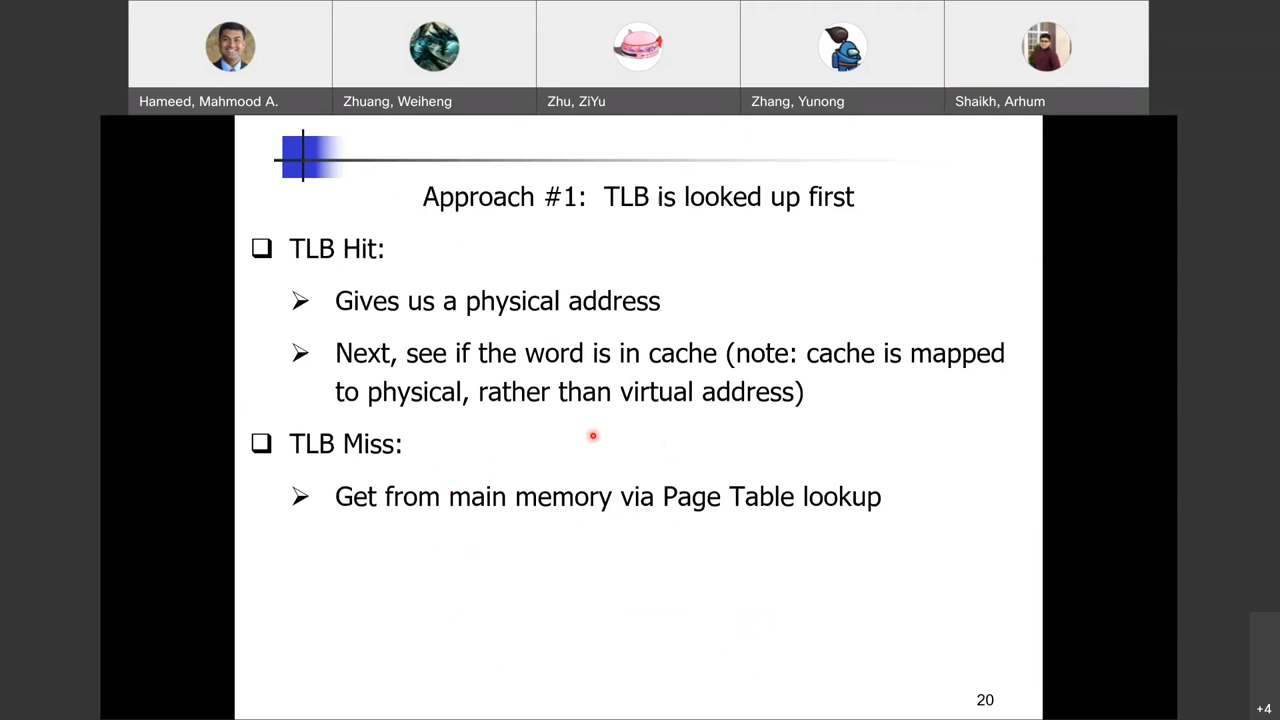 Hameed, Mahmood A.
Zhuang, Weiheng
Zhu, ZiYu
Zhang, Yunong
Shaikh, Arhum
Approach #1: TLB is looked up first
TLB Hit:
Gives us a physical address
Next, see if the word is in cache (note: cache is mapped
to physical, rather than virtual address)
TLB Miss:
Get from main memory via Page Table lookup
20
+4